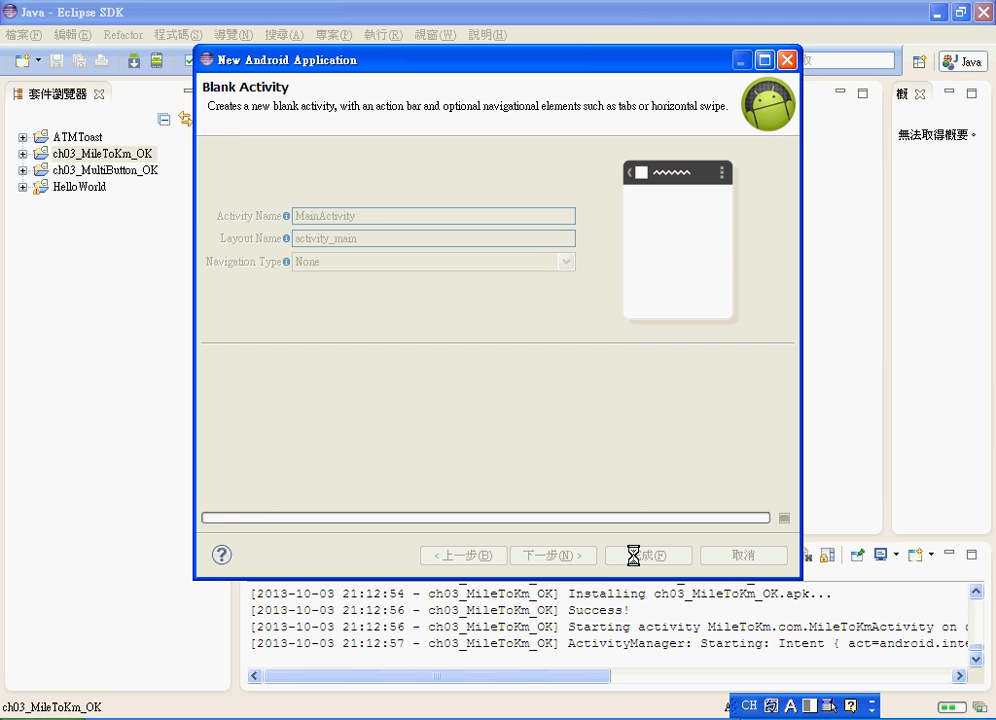 Java - Eclipse SDK
檔案(F) 編輯(E) Refactor 程式碼(S) 導覽(N) 搜尋(A) 專案(P) 執行(R) 視窗(W) 說明(H)
New Android Application
取
Java
Blank Activity
Creates a new blank activity, with an action bar and optional navigational elements such as tabs or horizontal swipe.
套件瀏覽器
概
無法取得概要。
ATMToast
ch03_MileToKm_OK
ch03_MultiButton_OK
HelloWorld
Activity Name MainActivity
Layout Name activity_main
Navigation Type None
<上一步(B) 下一步(N)> 成(F) 取消
[2013-10-03 21:12:54 - ch03_MileToKm_OK] Installing ch03_MileToKm_OK.apk...
[2013-10-03 21:12:56 - ch03_MileToKm_OK] Success!
[2013-10-03 21:12:56 - ch03_MileToKm_OK] Starting activity MileToKm.com.MileToKmActivity on
[2013-10-03 21:12:57 - ch03_MileToKm_OK] ActivityManager: Starting: Intent { act=android.inte
ch03_MileToKm_OK
CH